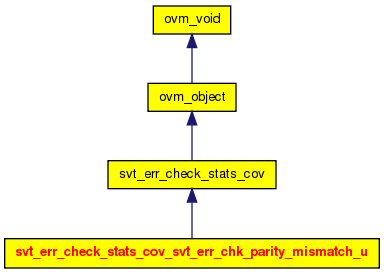 ovm_void
ovm_object
svt_err_check_stats_cov
svt_err_check_stats_cov_svt_err_chk_parity_mismatch_u